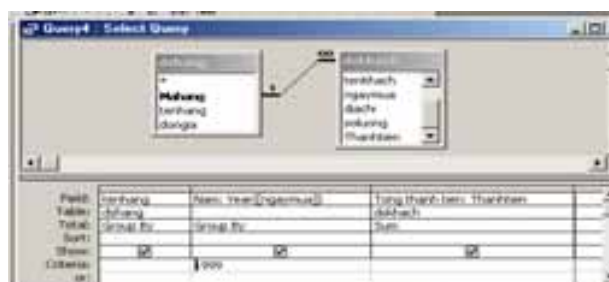 Query4 : Select Query
dshang
*
Mahang
tenhang
dongia
tenkhach
ngaymua
diachi
soluong
Thanhtien
Field: tenhang Nam: Year([ngaymua]) Tong thanh tien: Thanhtien
Table: dshang dskhach
Total: Group By Group By Sum
Sort:
Show:
Criteria:
or: